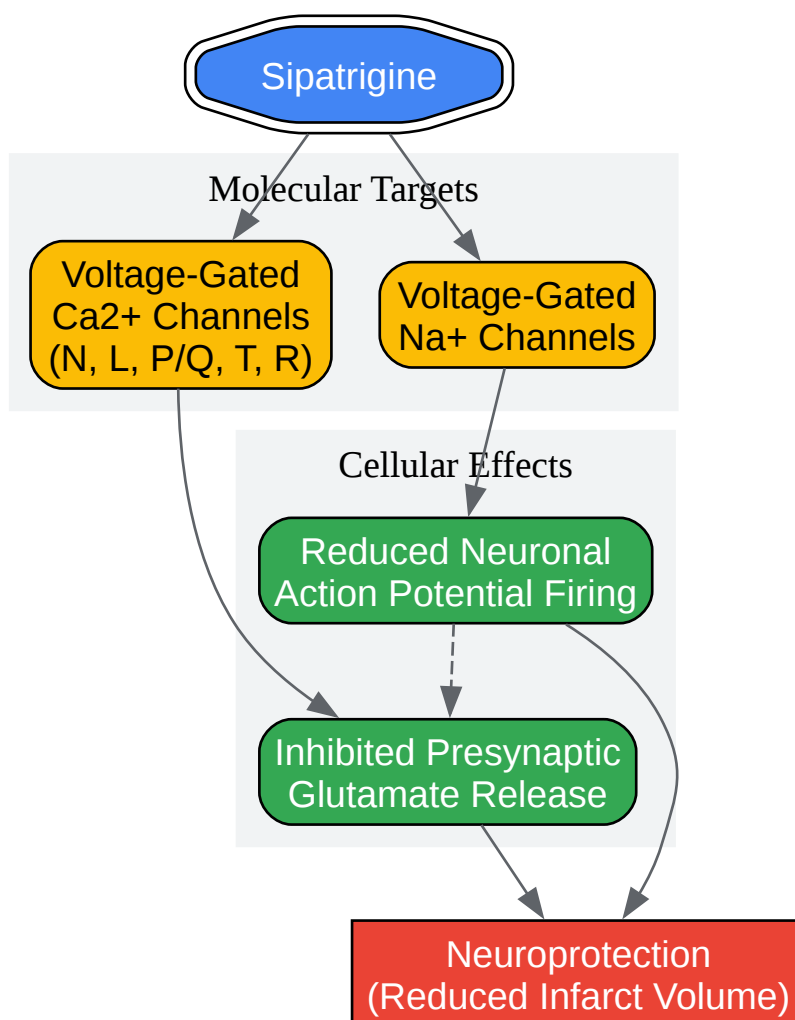 Sipatrigine
Molecular Targets
Voltage-Gated
Ca2+ Channels
(N, L, P/Q, T, R)
Voltage-Gated
Na+ Channels
Cellular Effects
Reduced Neuronal
Action Potential Firing
Inhibited Presynaptic
Glutamate Release
Neuroprotection
(Reduced Infarct Volume)